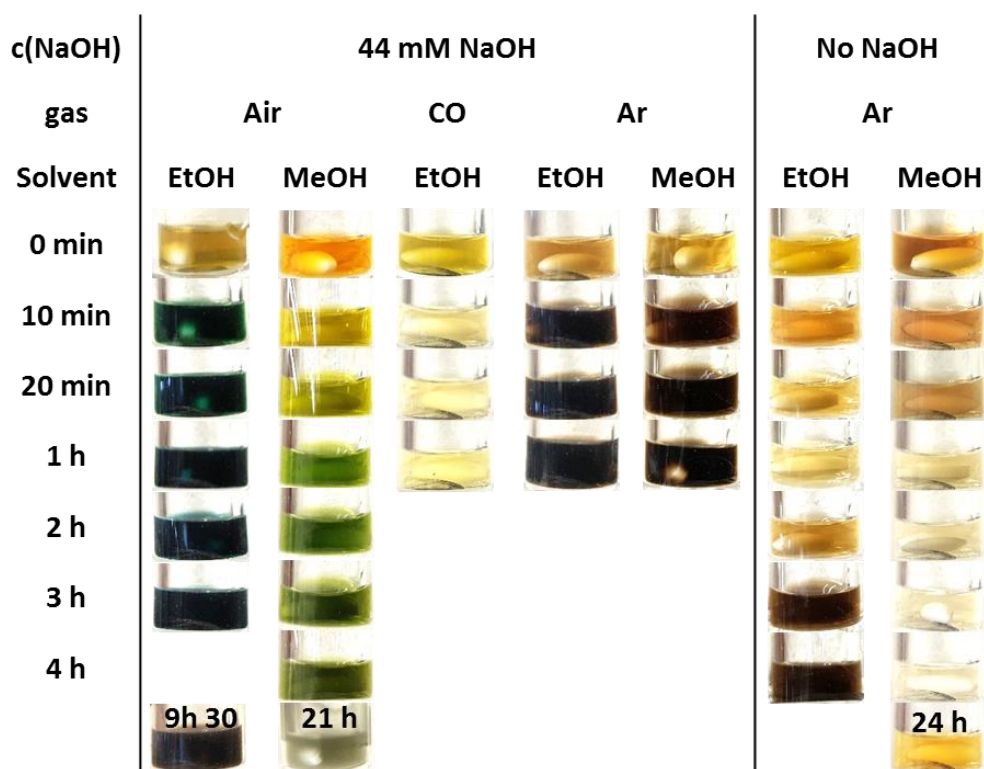 c(NaOH) 44 mM NaOH No NaOH
gas Air CO Ar Ar
Solvent EtOH MeOH EtOH EtOH MeOH EtOH MeOH
0 min
10 min
20 min
1 h
2 h
3 h
4 h
9h 30 21 h 24 h